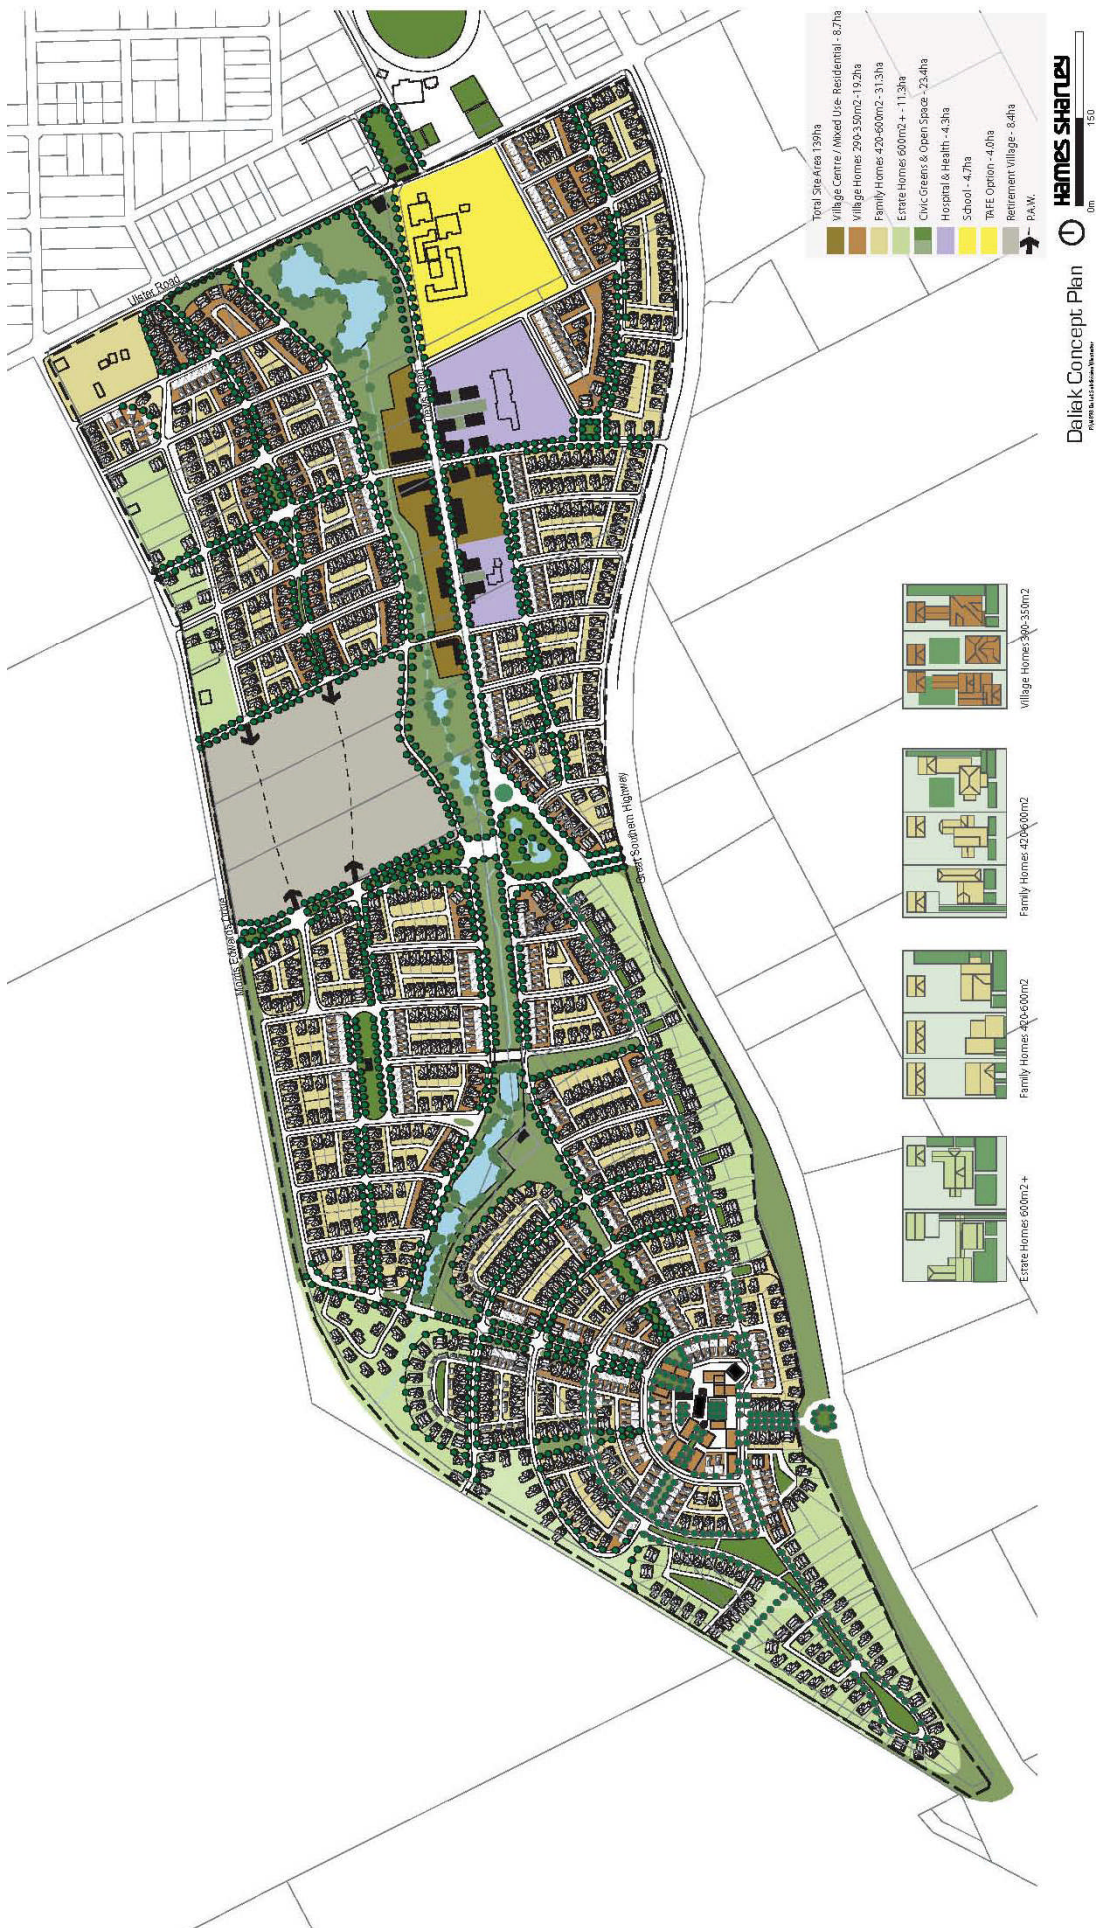 Total Site Area 139ha
Village Centre / Mixed Use- Residential - 8.7ha
Village Homes 290-350m2 - 19.2ha
Family Homes 420-600m2 - 31.3ha
Estate Homes 600m2 + - 11.3ha
Civic Greens & Open Space - 23.4ha
Hospital & Health - 4.3ha
School - 4.7ha
TAFE Option - 4.0ha
Retirement Village - 8.4ha
P.A.W.
HAMES SHARLEY
0m
150
Daliak Concept Plan
Ulster Road
Great Southern Highway
Estate Homes 600m2 +
Family Homes 420-600m2
Family Homes 420-600m2
Village Homes 390-350m2